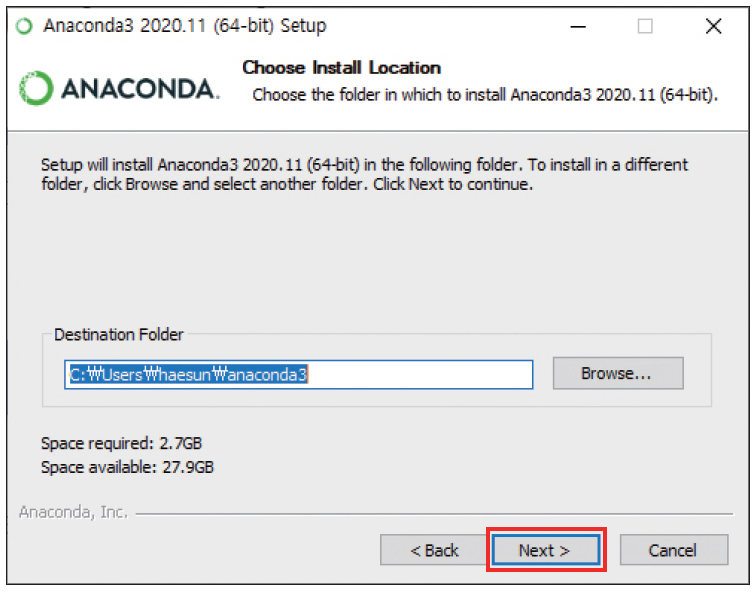 Anaconda3 2020.11 (64-bit) Setup
ANACONDA.
Choose Install Location
Choose the folder in which to install Anaconda3 2020.11 (64-bit).
Setup will install Anaconda3 2020.11 (64-bit) in the following folder. To install in a different
folder, click Browse and select another folder. Click Next to continue.
Destination Folder
C:₩Users₩haesun₩anaconda3
Browse...
Space required: 2.7GB
Space available: 27.9GB
Anaconda, Inc.
< Back
Next >
Cancel